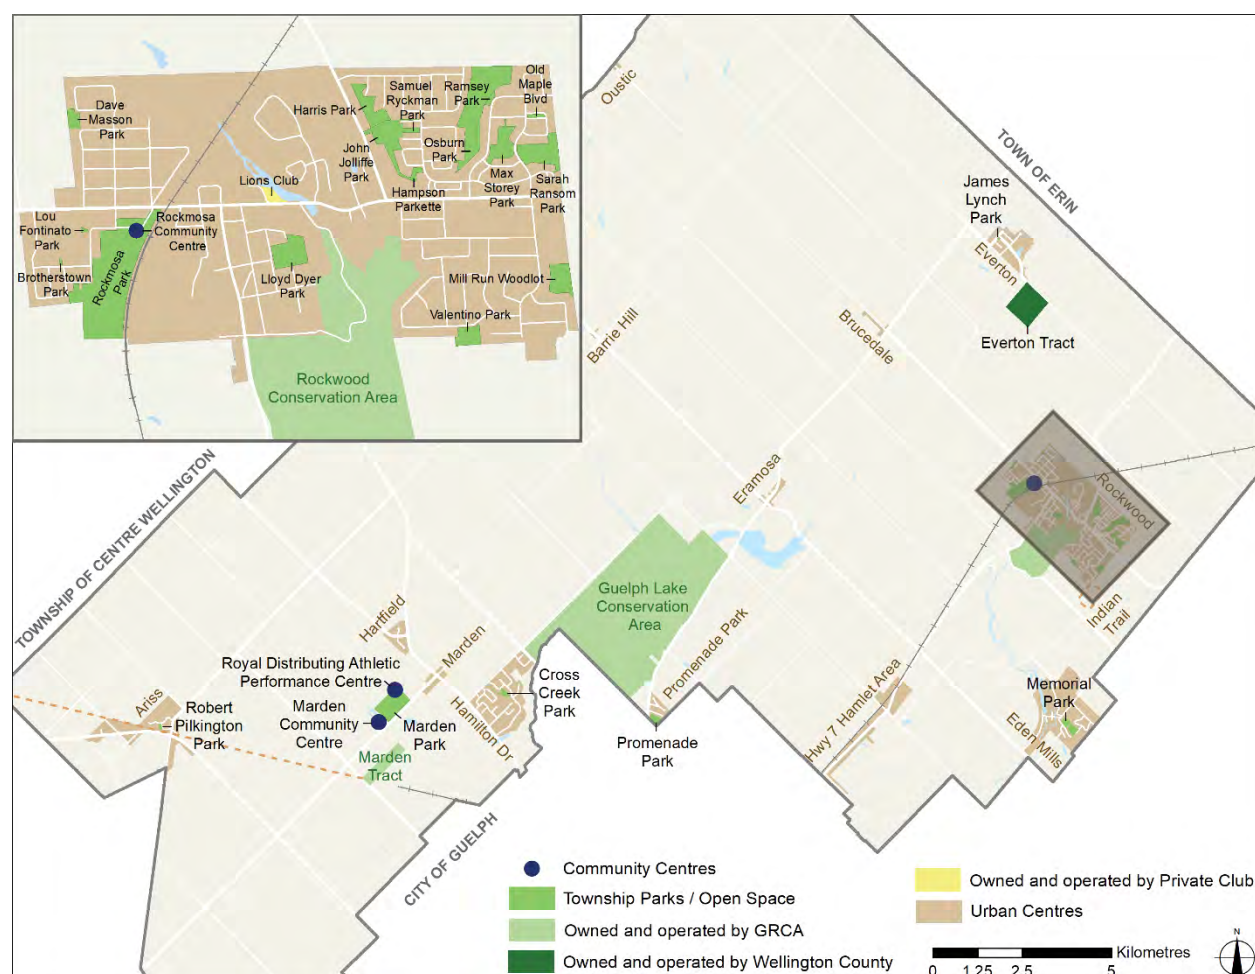 Dave
Masson
Park
Harris Park
Samuel
Ryckman
Park
Ramsey
Park
Old
Maple
Blvd
John
Jolliffe
Park
Osburn
Park
Lions Club
Hampson
Parkette
Max
Storey
Park
Sarah
Ransom Park
Lou
Fontinato
Park
Rockmosa
Community
Centre
Brotherstown
Park
Rockmosa
Park
Lloyd Dyer
Park
Mill Run Woodlot
Valentino Park
Rockwood
Conservation Area
Oustic
TOWN OF ERIN
James
Lynch
Park
Everton
Everton Tract
Barrie Hill
Brucedale
Eramosa
Rockwood
TOWNSHIP OF CENTRE WELLINGTON
Guelph Lake
Conservation
Area
Indian
Trail
Hartfield
Marden
Promenade Park
Royal Distributing Athletic
Performance Centre
Cross
Creek
Park
Hwy 7 Hamlet Area
Memorial
Park
Ariss
Robert
Pilkington
Park
Marden
Community
Centre
Marden
Park
Hamilton Dr
Eden Mills
Promenade
Park
Marden
Tract
CITY OF GUELPH
Community Centres
Township Parks / Open Space
Owned and operated by GRCA
Owned and operated by Wellington County
Owned and operated by Private Club
Urban Centres
Kilometres
0 1.25 2.5 5
N